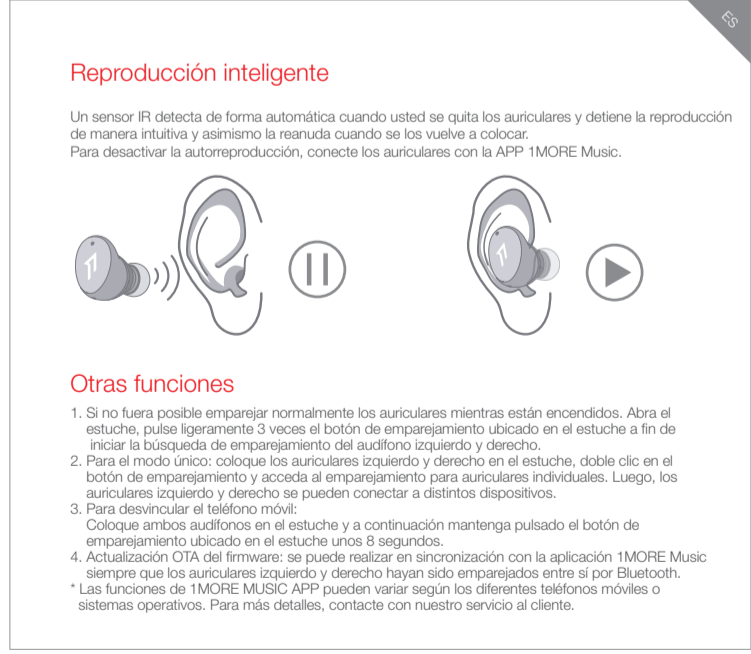 ES
Reproducción inteligente
Un sensor IR detecta de forma automática cuando usted se quita los auriculares y detiene la reproducción
de manera intuitiva y asimismo la reanuda cuando se los vuelve a colocar.
Para desactivar la autorreproducción, conecte los auriculares con la APP 1MORE Music.
Otras funciones
1. Si no fuera posible emparejar normalmente los auriculares mientras están encendidos. Abra el
estuche, pulse ligeramente 3 veces el botón de emparejamiento ubicado en el estuche a fin de
iniciar la búsqueda de emparejamiento del audífono izquierdo y derecho.
2. Para el modo único: coloque los auriculares izquierdo y derecho en el estuche, doble clic en el
botón de emparejamiento y acceda al emparejamiento para auriculares individuales. Luego, los
auriculares izquierdo y derecho se pueden conectar a distintos dispositivos.
3. Para desvincular el teléfono móvil:
Coloque ambos audífonos en el estuche y a continuación mantenga pulsado el botón de
emparejamiento ubicado en el estuche unos 8 segundos.
4. Actualización OTA del firmware: se puede realizar en sincronización con la aplicación 1MORE Music
siempre que los auriculares izquierdo y derecho hayan sido emparejados entre sí por Bluetooth.
* Las funciones de 1MORE MUSIC APP pueden variar según los diferentes teléfonos móviles o
sistemas operativos. Para más detalles, contacte con nuestro servicio al cliente.